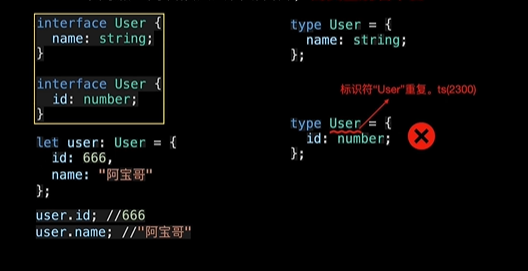 interface User {
  name: string;
}
interface User {
  id: number;
}
let user: User = {
  id: 666,
  name: "阿宝哥"
};
user.id; //666
user.name; //"阿宝哥"
type User = {
  name: string;
};
标识符“User”重复。ts(2300)
type User = {
  id: number;
};